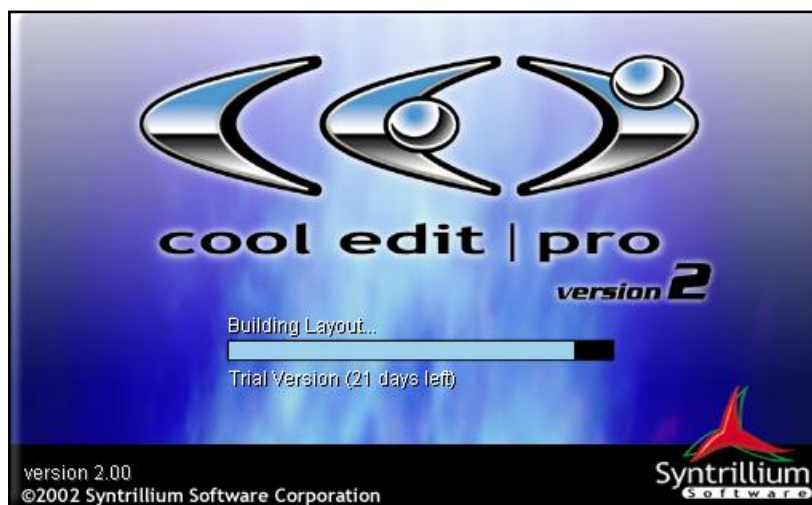 cool edit | pro
version 2
Building Layout...
Trial Version (21 days left)
version 2.00
©2002 Syntrillium Software Corporation
Syntrillium
Software